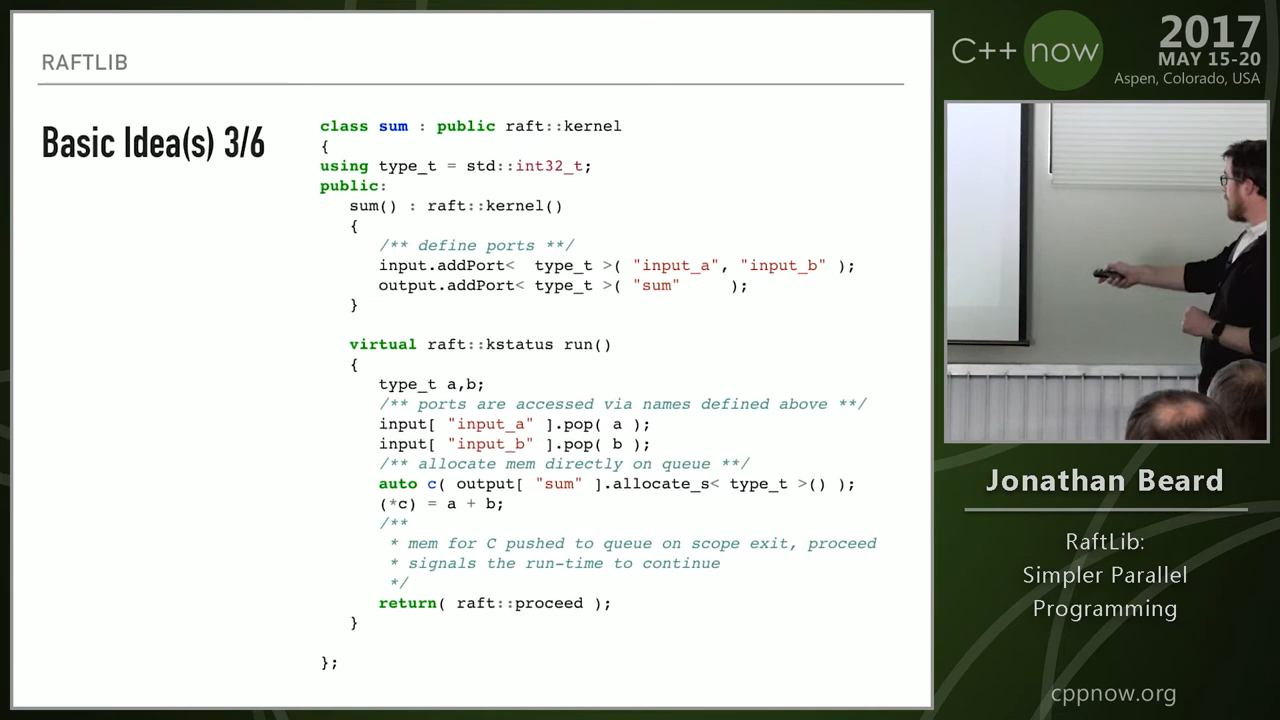 RAFTLIB
Basic Idea(s) 3/6
class sum : public raft::kernel
{
using type_t = std::int32_t;
public:
   sum() : raft::kernel()
   {
      /** define ports **/
      input.addPort<  type_t >( "input_a", "input_b" );
      output.addPort< type_t >( "sum"     );
   }

   virtual raft::kstatus run()
   {
      type_t a,b;
      /** ports are accessed via names defined above **/
      input[ "input_a" ].pop( a );
      input[ "input_b" ].pop( b );
      /** allocate mem directly on queue **/
      auto c( output[ "sum" ].allocate_s< type_t >() );
      (*c) = a + b;
      /**
       * mem for C pushed to queue on scope exit, proceed
       * signals the run-time to continue
       */
      return( raft::proceed );
   }

};
C++ now
2017
MAY 15-20
Aspen, Colorado, USA
Jonathan Beard
RaftLib:
Simpler Parallel
Programming
cppnow.org